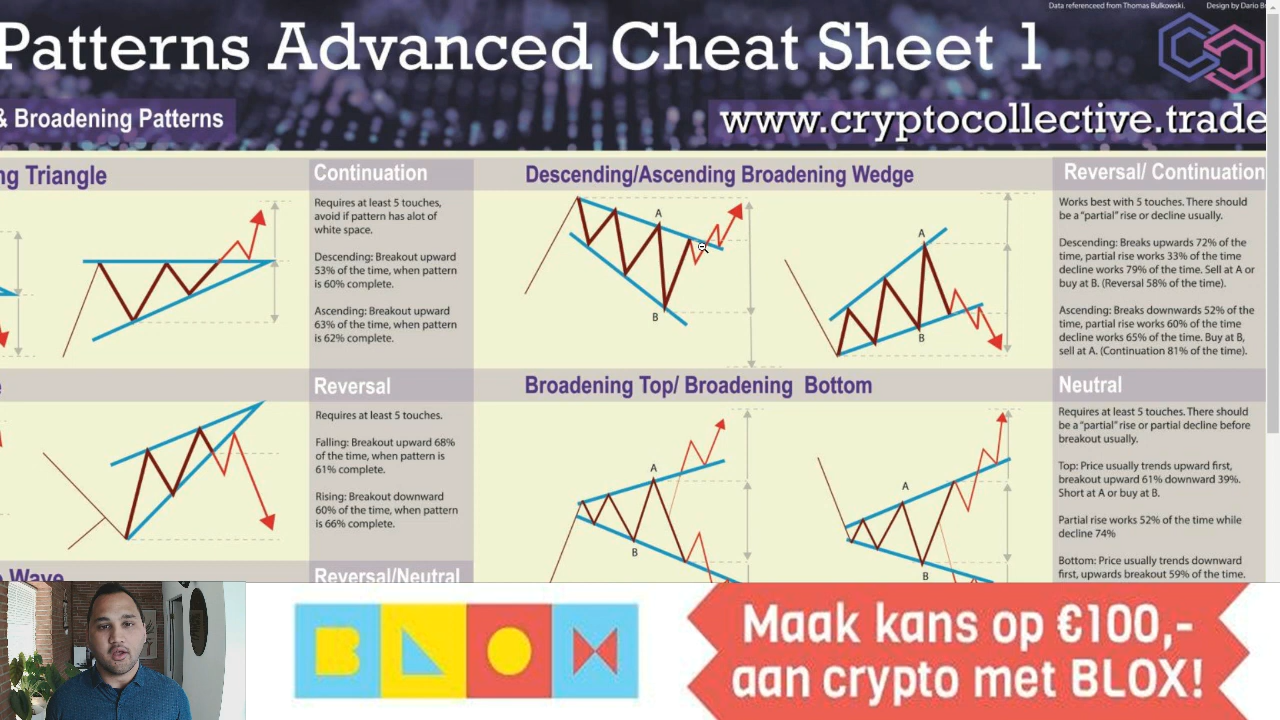 Data referenceed from Thomas Bulkowski. Design by Dario
Patterns Advanced Cheat Sheet 1
& Broadening Patterns
www.cryptocollective.trade
ng Triangle
Continuation
Requires at least 5 touches,
avoid if pattern has alot of
white space.
Descending: Breakout upward
53% of the time, when pattern
is 60% complete.
Ascending: Breakout upward
63% of the time, when pattern
is 62% complete.
Descending/Ascending Broadening Wedge
A
B
A
B
Reversal/ Continuation
Works best with 5 touches. There should
be a "partial" rise or decline usually.
Descending: Breaks upwards 72% of the
time, partial rise works 33% of the time
decline works 79% of the time. Sell at A or
buy at B. (Reversal 58% of the time).
Ascending: Breaks downwards 52% of the
time, partial rise works 60% of the time
decline works 65% of the time. Buy at B,
sell at A. (Continuation 81% of the time).
Reversal
Requires at least 5 touches.
Falling: Breakout upward 68%
of the time, when pattern is
61% complete.
Rising: Breakout downward
60% of the time, when pattern
is 66% complete.
Broadening Top/ Broadening Bottom
A
B
A
B
Neutral
Requires at least 5 touches. There should
be a "partial" rise or partial decline before
breakout usually.
Top: Price usually trends upward first,
breakout upward 61% downward 39%.
Short at A or buy at B.
Partial rise works 52% of the time while
decline 74%
Bottom: Price usually trends downward
first, upwards breakout 59% of the time.
Wave
Reversal/Neutral
BLOX
Maak kans op €100,-
aan crypto met BLOX!